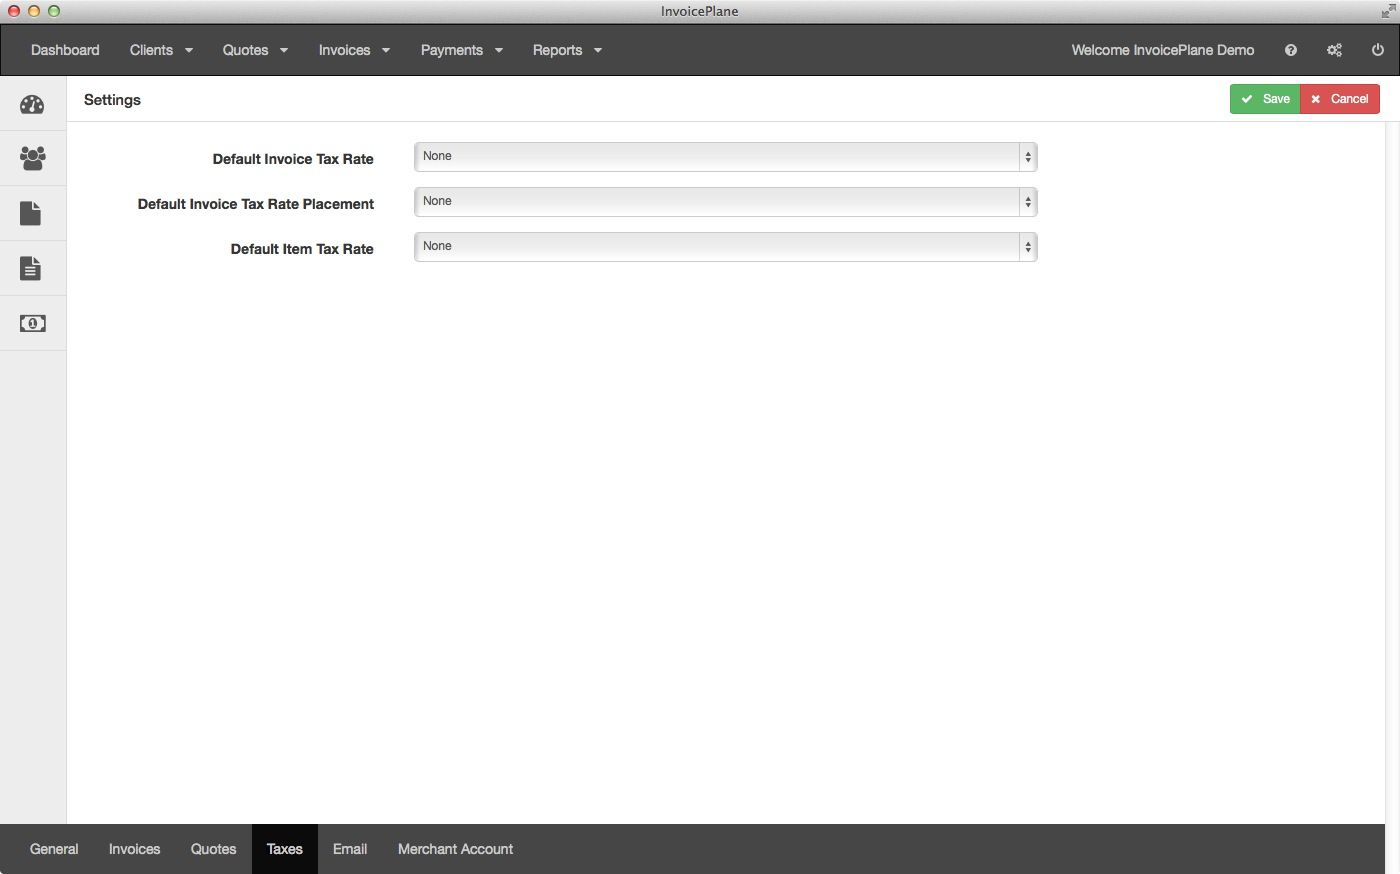 InvoicePlane
Dashboard Clients Quotes Invoices Payments Reports Welcome InvoicePlane Demo
Settings Save Cancel
Default Invoice Tax Rate None
Default Invoice Tax Rate Placement None
Default Item Tax Rate None
General Invoices Quotes Taxes Email Merchant Account